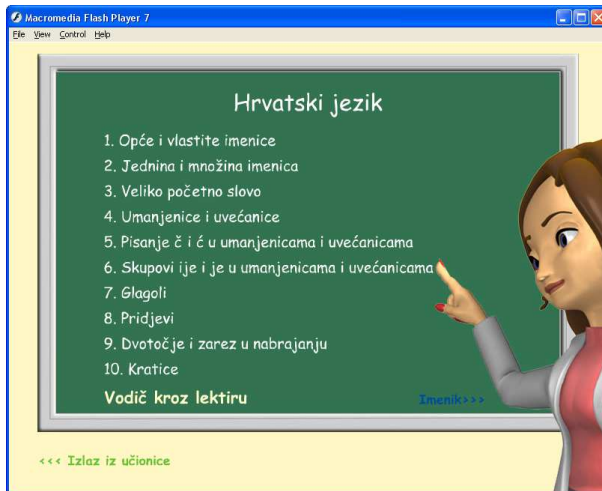 Macromedia Flash Player 7
File View Control Help
Hrvatski jezik
1. Opće i vlastite imenice
2. Jednina i množina imenica
3. Veliko početno slovo
4. Umanjenice i uvećanice
5. Pisanje č i ć u umanjenicama i uvećanicama
6. Skupovi ije i je u umanjenicama i uvećanicama
7. Glagoli
8. Pridjevi
9. Dvotočje i zarez u nabrajanju
10. Kratice
Vodič kroz lektiru
Imenik>>>
<<< Izlaz iz učionice